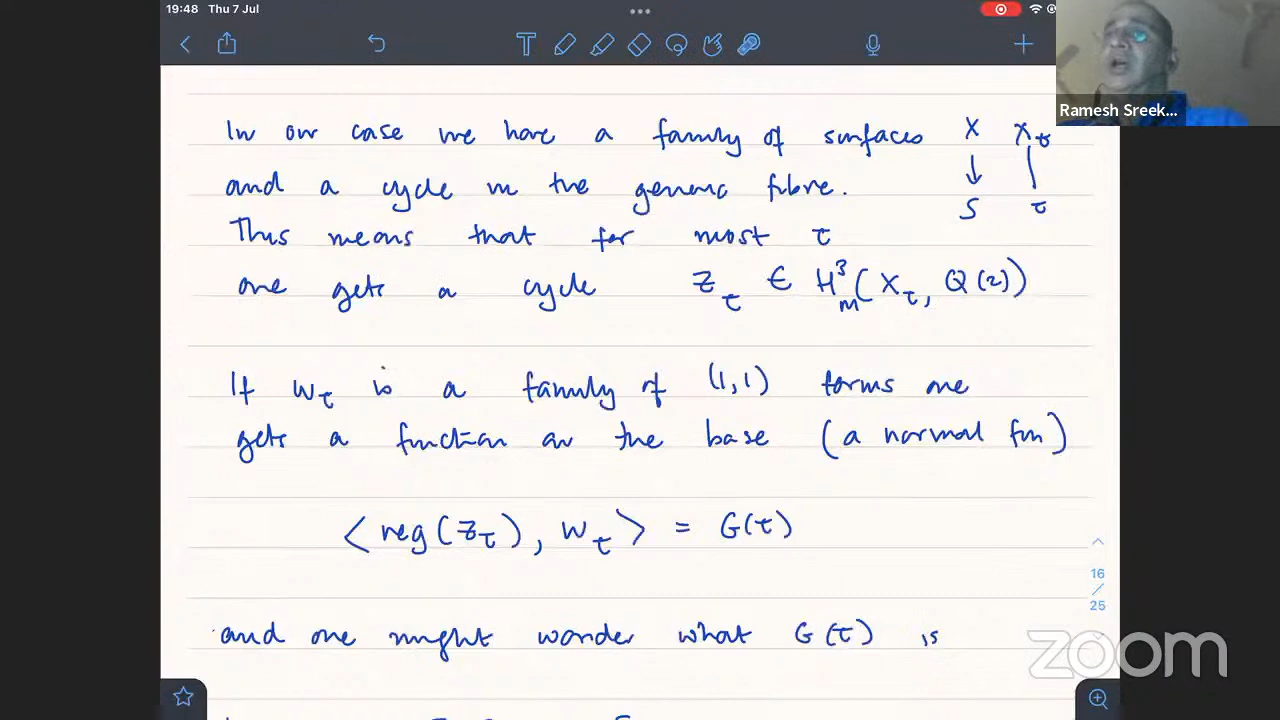 19:48 Thu 7 Jul
Ramesh Sreek...
In our case we have a family of surfaces X X_τ
and a cycle in the generic fibre. ↓ |
S τ
This means that for most τ
one gets a cycle Z_τ ∈ H^3_M(X_τ, Q(2))
If w_τ is a family of (1,1) forms one
gets a function on the base (a normal fun)
<reg(Z_τ), w_τ> = G(τ)
16
/
25
and one might wonder what G(τ) is
zoom